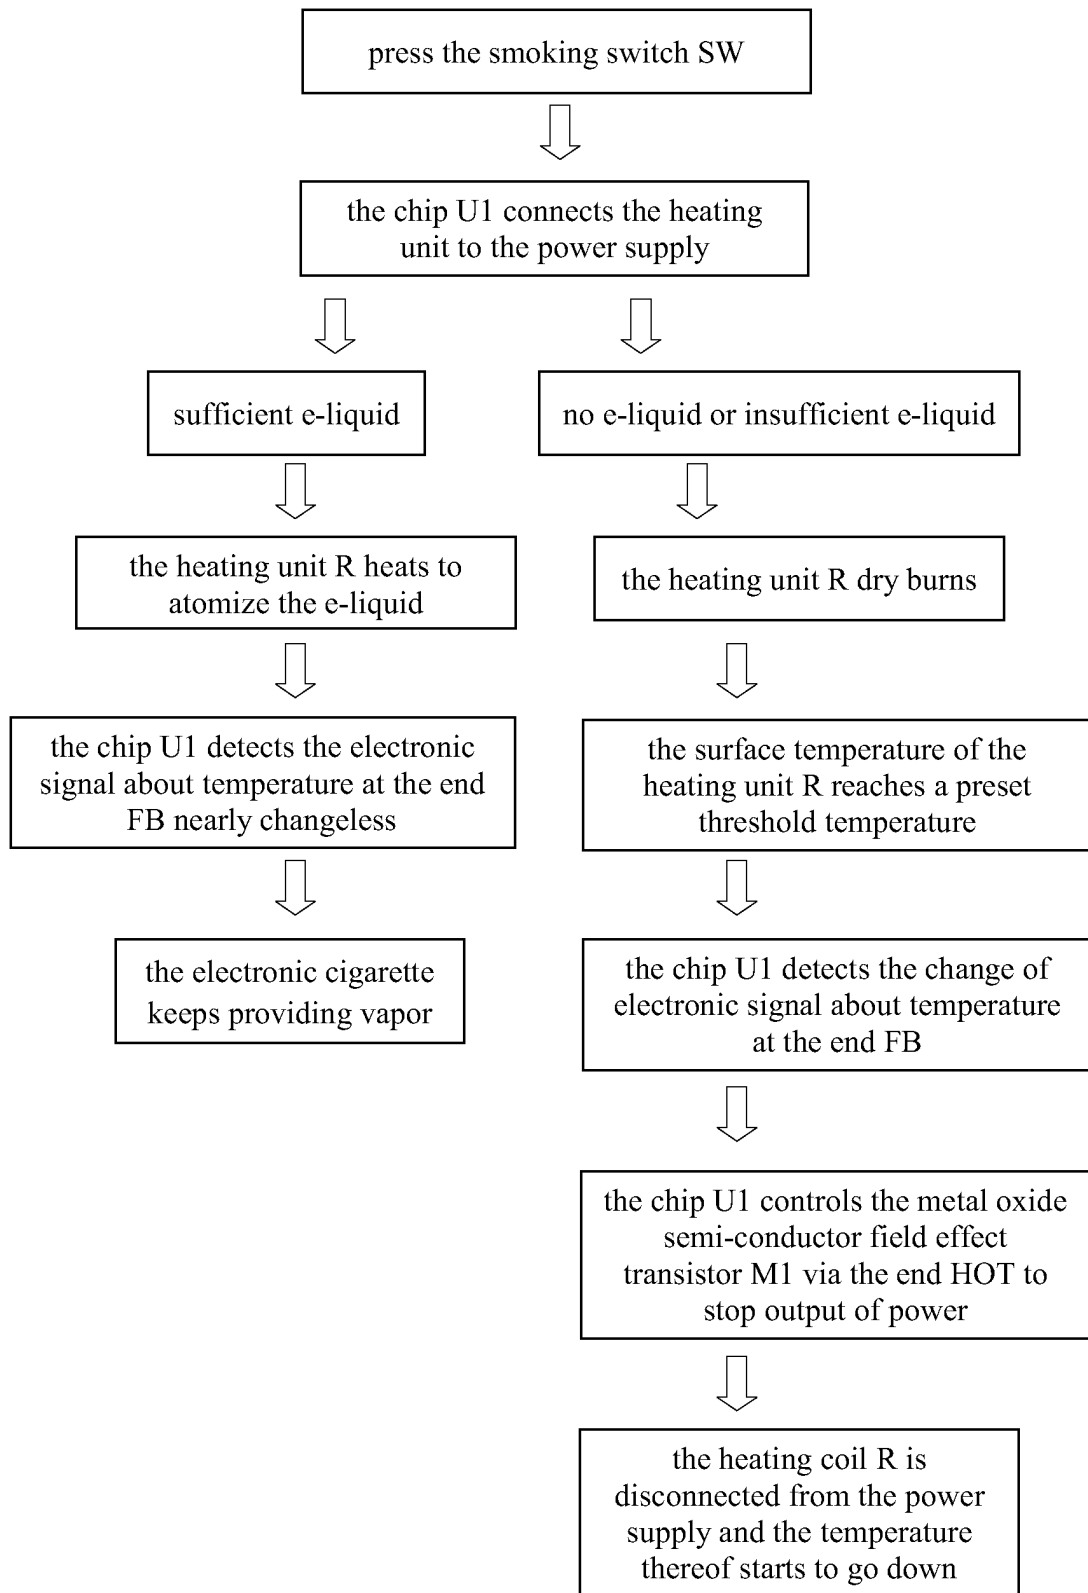 press the smoking switch SW
the chip U1 connects the heating
unit to the power supply
sufficient e-liquid
no e-liquid or insufficient e-liquid
the heating unit R heats to
atomize the e-liquid
the heating unit R dry burns
the chip U1 detects the electronic
signal about temperature at the end
FB nearly changeless
the surface temperature of the
heating unit R reaches a preset
threshold temperature
the electronic cigarette
keeps providing vapor
the chip U1 detects the change of
electronic signal about temperature
at the end FB
the chip U1 controls the metal oxide
semi-conductor field effect
transistor M1 via the end HOT to
stop output of power
the heating coil R is
disconnected from the power
supply and the temperature
thereof starts to go down